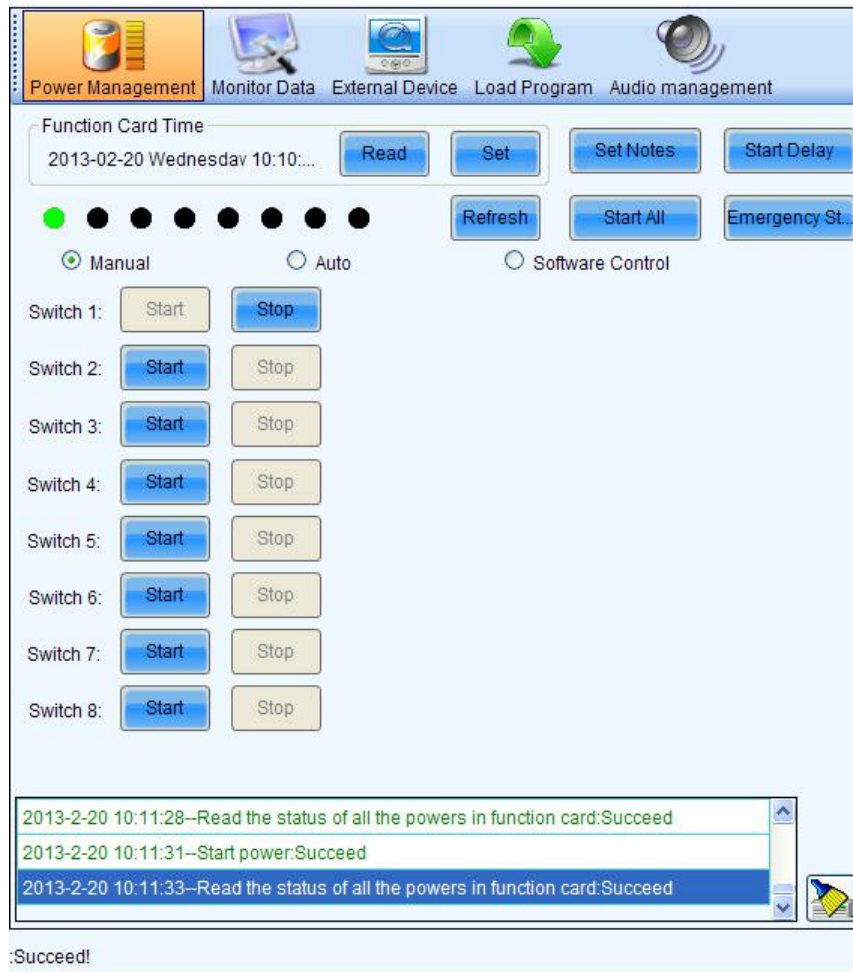 Power Management Monitor Data External Device Load Program Audio management
Function Card Time
2013-02-20 Wednesday 10:10:... Read Set Set Notes Start Delay
Refresh Start All Emergency St...
Manual Auto Software Control
Switch 1: Start Stop
Switch 2: Start Stop
Switch 3: Start Stop
Switch 4: Start Stop
Switch 5: Start Stop
Switch 6: Start Stop
Switch 7: Start Stop
Switch 8: Start Stop
2013-2-20 10:11:28--Read the status of all the powers in function card:Succeed
2013-2-20 10:11:31--Start power:Succeed
2013-2-20 10:11:33--Read the status of all the powers in function card:Succeed
:Succeed!